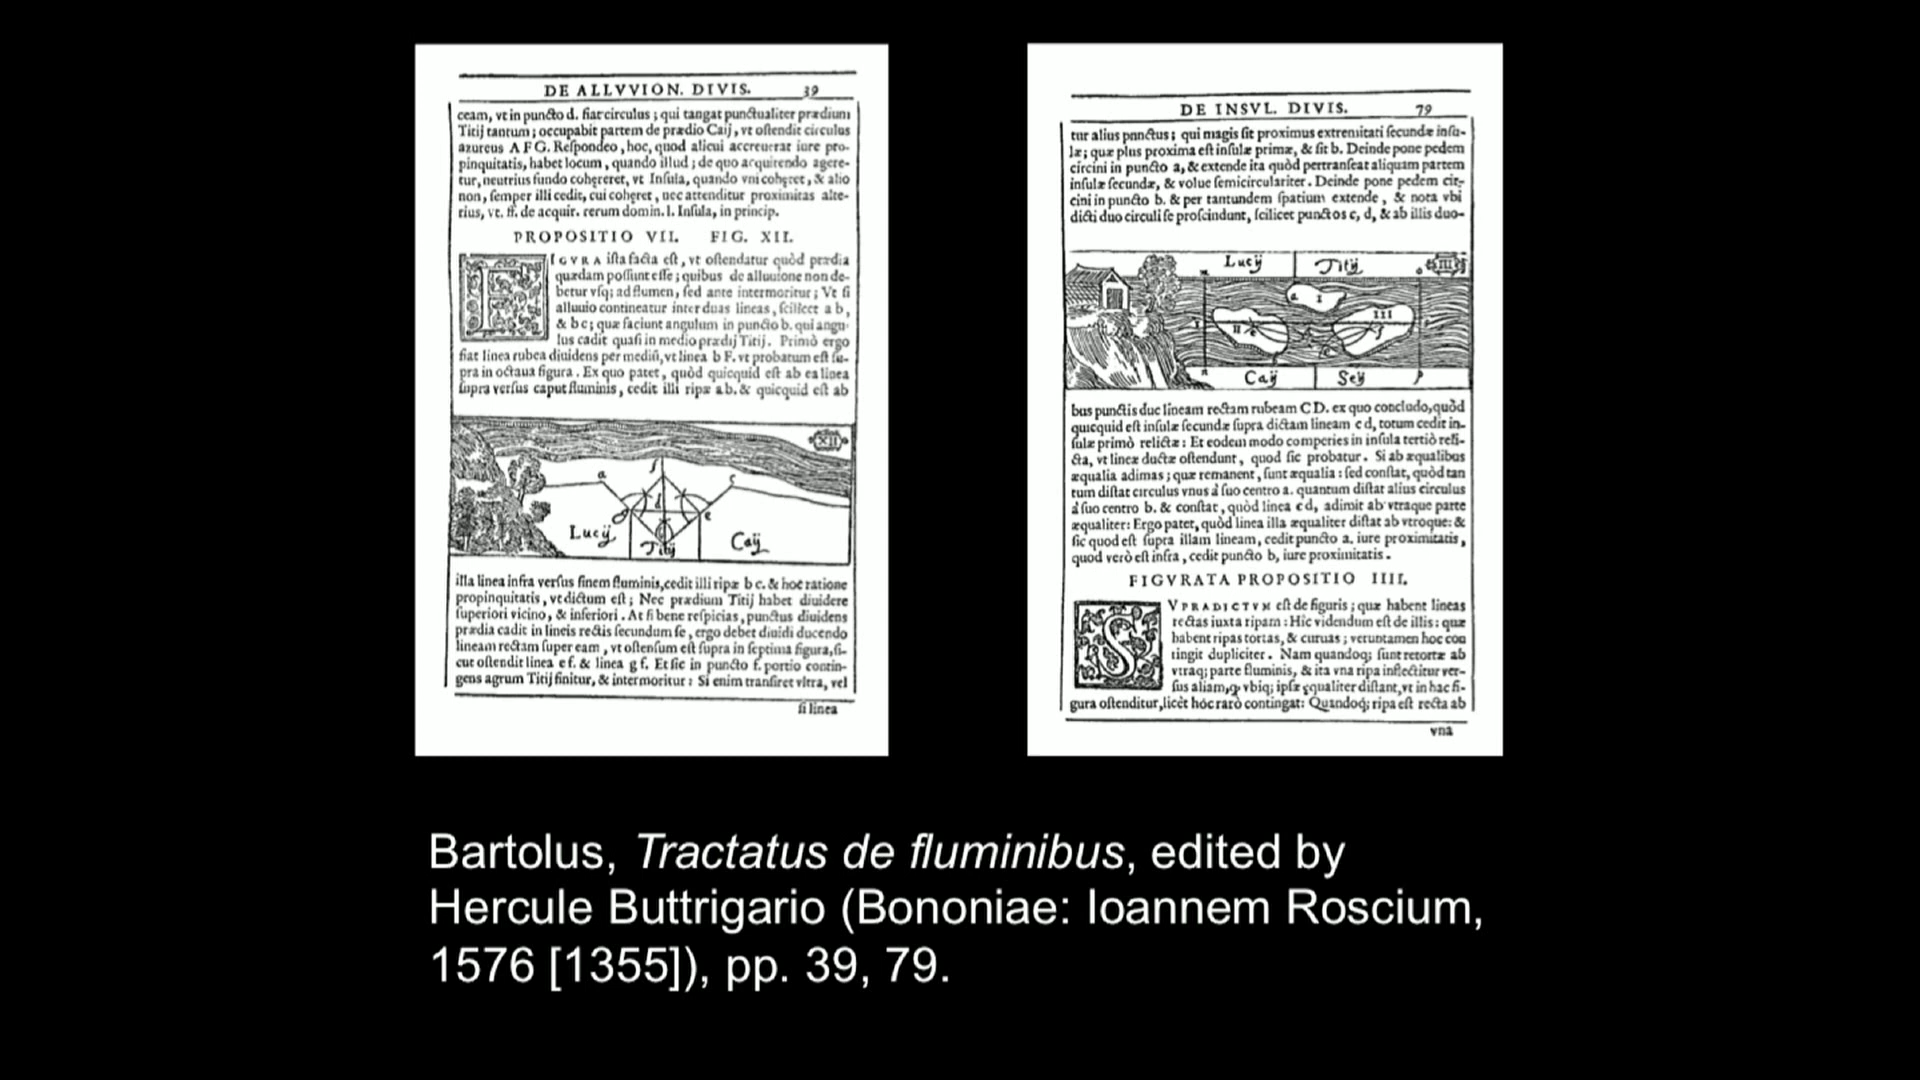 DE ALLVVION. DIVIS. 39
ceam, vt in puncto d. fiat circulus; qui tangat punctualiter prædium
Titij tantum; occupabit partem de prædio Caij, vt ostendit circulus
azureus A F G. Respondeo, hoc, quod alicui accreuerat iure pro-
pinquitatis, habet locum, quando illud; de quo acquirendo agere-
tur, neutrius fundo cohęreret, vt Insula, quando vni cohęret, & alio
non, semper illi cedit, cui coheret, nec attenditur proximitas alte-
rius, vt. ff. de acquir. rerum domin. l. Insula, in princip.
PROPOSITIO VII. FIG. XII.
FIGVRA ista facta est, vt ostendatur quòd prædia
quædam possunt esse; quibus de alluuione non de-
betur vsq; ad flumen, sed ante intermoritur; Vt si
alluuio contineatur inter duas lineas, scilicet a b,
& b c; quæ faciunt angulum in puncto b. qui angu-
lus cadit quasi in medio prædij Titij. Primò ergo
fiat linea rubea diuidens per mediũ, vt linea b F. vt probatum est su-
pra in octaua figura. Ex quo patet, quòd quicquid est ab ea linea
supra versus caput fluminis, cedit illi ripæ a b. & quicquid est ab
XII
a f c
d
g e
Lucij Titij Caij
illa linea infra versus finem fluminis, cedit illi ripæ b c. & hoc ratione
propinquitatis, vt dictum est; Nec prædium Titij habet diuidere
superiori vicino, & inferiori. At si bene respicias, punctus diuidens
prædia cadit in lineis rectis secundum se, ergo debet diuidi ducendo
lineam rectam super eam, vt ostensum est supra in septima figura, si-
cut ostendit linea e f. & linea g f. Et sic in puncto f. portio contin-
gens agrum Titij finitur, & intermoritur: Si enim transiret vltra, vel
si linea
DE INSVL. DIVIS. 79
tur alius punctus; qui magis sit proximus extremitati secundæ insu-
læ; quæ plus proxima est insulæ primæ, & sit b. Deinde pone pedem
circini in puncto a, & extende ita quòd pertranseat aliquam partem
insulæ secundæ, & volue semicirculariter. Deinde pone pedem cir-
cini in puncto b. & per tantundem spatium extende, & nota vbi
dicti duo circuli se proscindunt, scilicet punctos c, d, & ab illis duo-
Lucij Titij III
a I
II III
Caij Seij
bus punctis duc lineam rectam rubeam C D. ex quo concludo, quòd
quicquid est insulæ secundæ supra dictam lineam c d, totum cedit in-
sulæ primò relictæ: Et eodem modo comperies in insula tertiò reli-
cta, vt lineæ ductæ ostendunt, quod sic probatur. Si ab æqualibus
æqualia adimas; quæ remanent, sunt æqualia: sed constat, quòd tan
tum distat circulus vnus à suo centro a. quantum distat alius circulus
à suo centro b. & constat, quòd linea c d, adimit ab vtraque parte
æqualiter: Ergo patet, quòd linea illa æqualiter distat ab vtroque: &
sic quod est supra illam lineam, cedit puncto a. iure proximitatis,
quod verò est infra, cedit puncto b, iure proximitatis.
FIGVRATA PROPOSITIO IIII.
SVPRADICTVM est de figuris; quæ habent lineas
rectas iuxta ripam: Hic videndum est de illis: quæ
habent ripas tortas, & curuas; veruntamen hoc con
tingit dupliciter. Nam quandoq; sunt retortæ ab
vtraq; parte fluminis, & ita vna ripa inflectitur ver-
sus aliam, vbiq; ipsæ ęqualiter distant, vt in hac fi-
gura ostenditur, licèt hoc rarò contingat: Quandoq; ripa est recta ab
vna
Bartolus, Tractatus de fluminibus, edited by
Hercule Buttrigario (Bononiae: Ioannem Roscium,
1576 [1355]), pp. 39, 79.